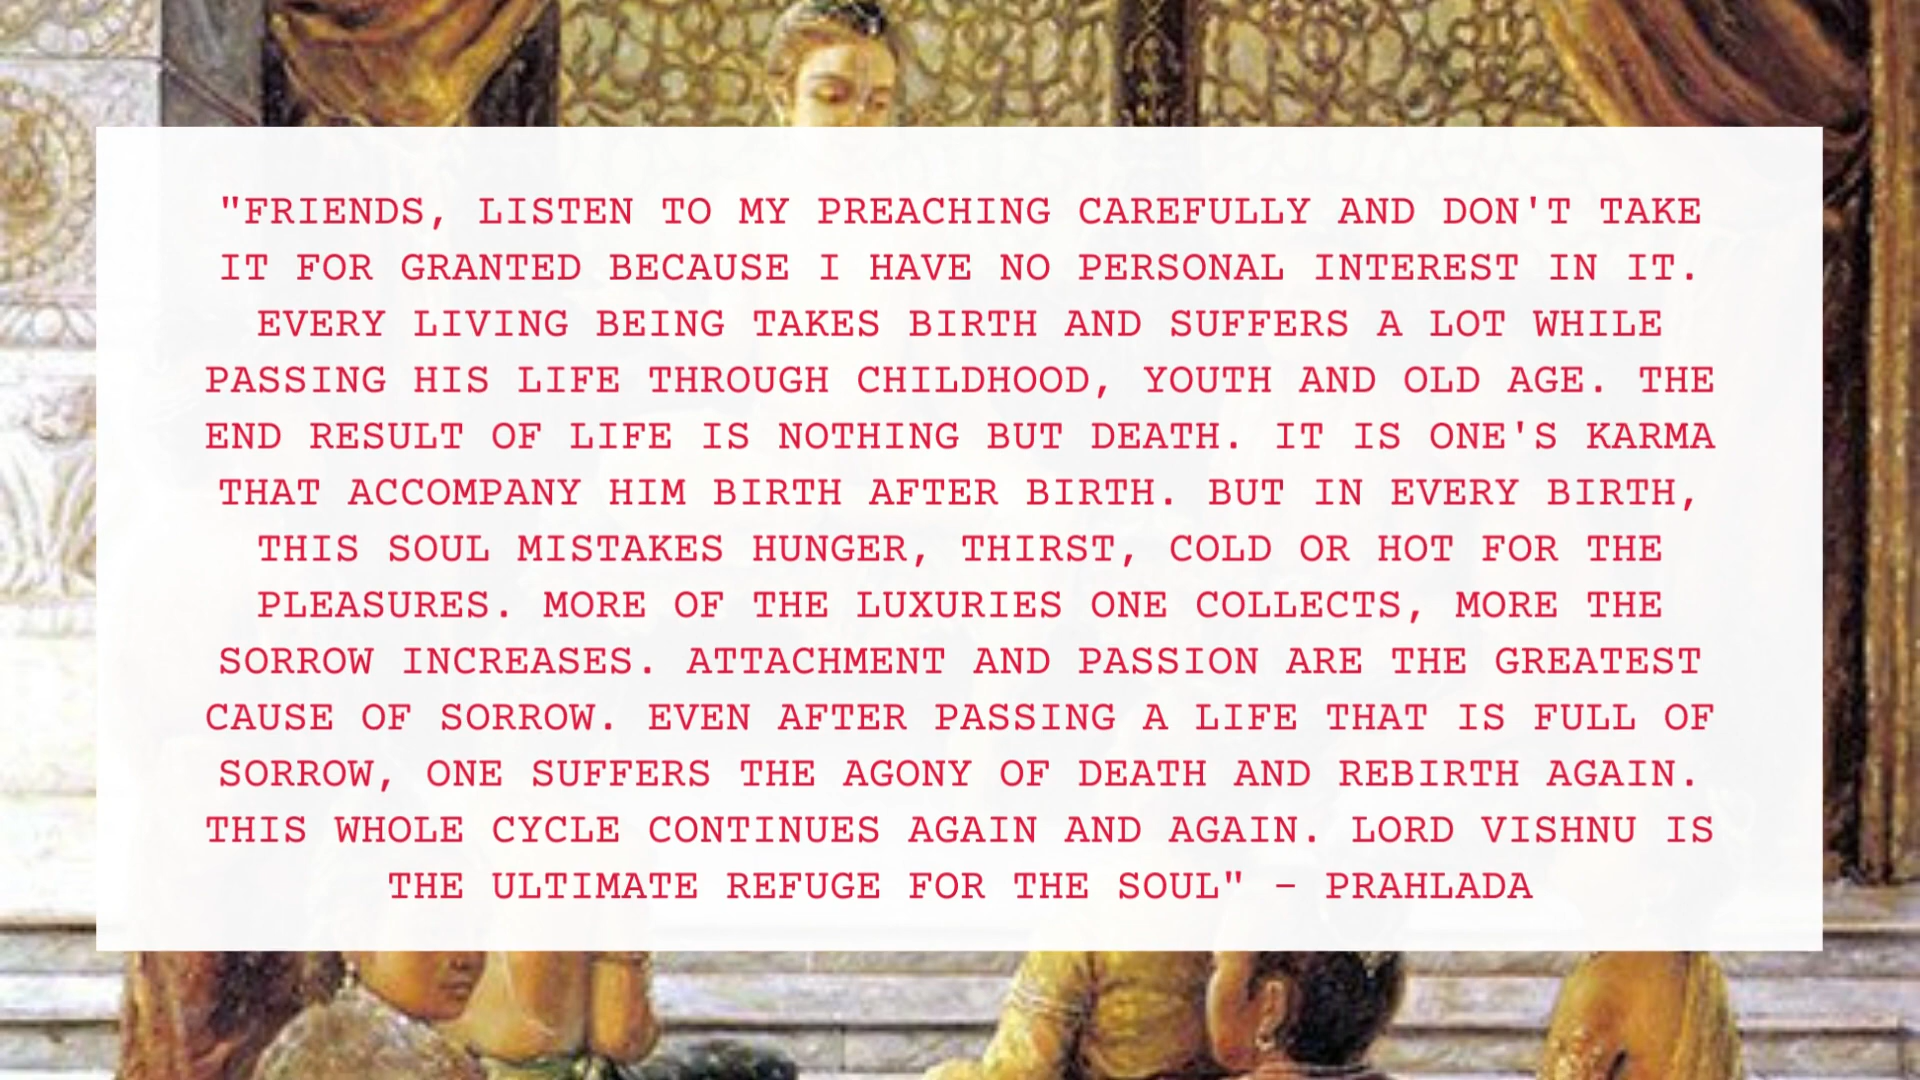 "FRIENDS, LISTEN TO MY PREACHING CAREFULLY AND DON'T TAKE
IT FOR GRANTED BECAUSE I HAVE NO PERSONAL INTEREST IN IT.
EVERY LIVING BEING TAKES BIRTH AND SUFFERS A LOT WHILE
PASSING HIS LIFE THROUGH CHILDHOOD, YOUTH AND OLD AGE. THE
END RESULT OF LIFE IS NOTHING BUT DEATH. IT IS ONE'S KARMA
THAT ACCOMPANY HIM BIRTH AFTER BIRTH. BUT IN EVERY BIRTH,
THIS SOUL MISTAKES HUNGER, THIRST, COLD OR HOT FOR THE
PLEASURES. MORE OF THE LUXURIES ONE COLLECTS, MORE THE
SORROW INCREASES. ATTACHMENT AND PASSION ARE THE GREATEST
CAUSE OF SORROW. EVEN AFTER PASSING A LIFE THAT IS FULL OF
SORROW, ONE SUFFERS THE AGONY OF DEATH AND REBIRTH AGAIN.
THIS WHOLE CYCLE CONTINUES AGAIN AND AGAIN. LORD VISHNU IS
THE ULTIMATE REFUGE FOR THE SOUL" - PRAHLADA